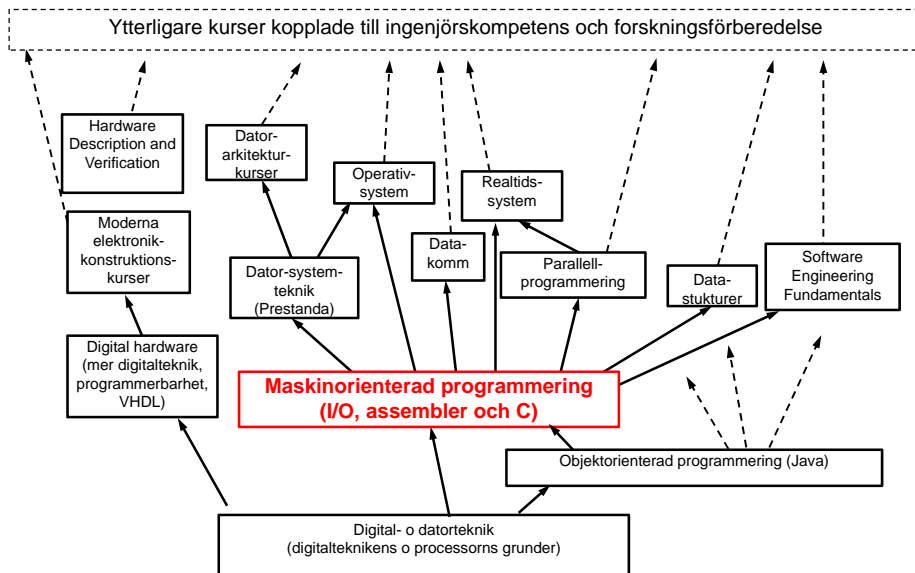 Ytterligare kurser kopplade till ingenjörskompetens och forskningsförberedelse
Hardware
Description and
Verification
Dator-
arkitektur-
kurser
Operativ-
system
Realtids-
system
Moderna
elektronik-
konstruktions-
kurser
Data-
komm
Dator-system-
teknik
(Prestanda)
Parallell-
programmering
Data-
stukturer
Software
Engineering
Fundamentals
Digital hardware
(mer digitalteknik,
programmerbarhet,
VHDL)
Maskinorienterad programmering
(I/O, assembler och C)
Objektorienterad programmering (Java)
Digital- o datorteknik
(digitalteknikens o processorns grunder)